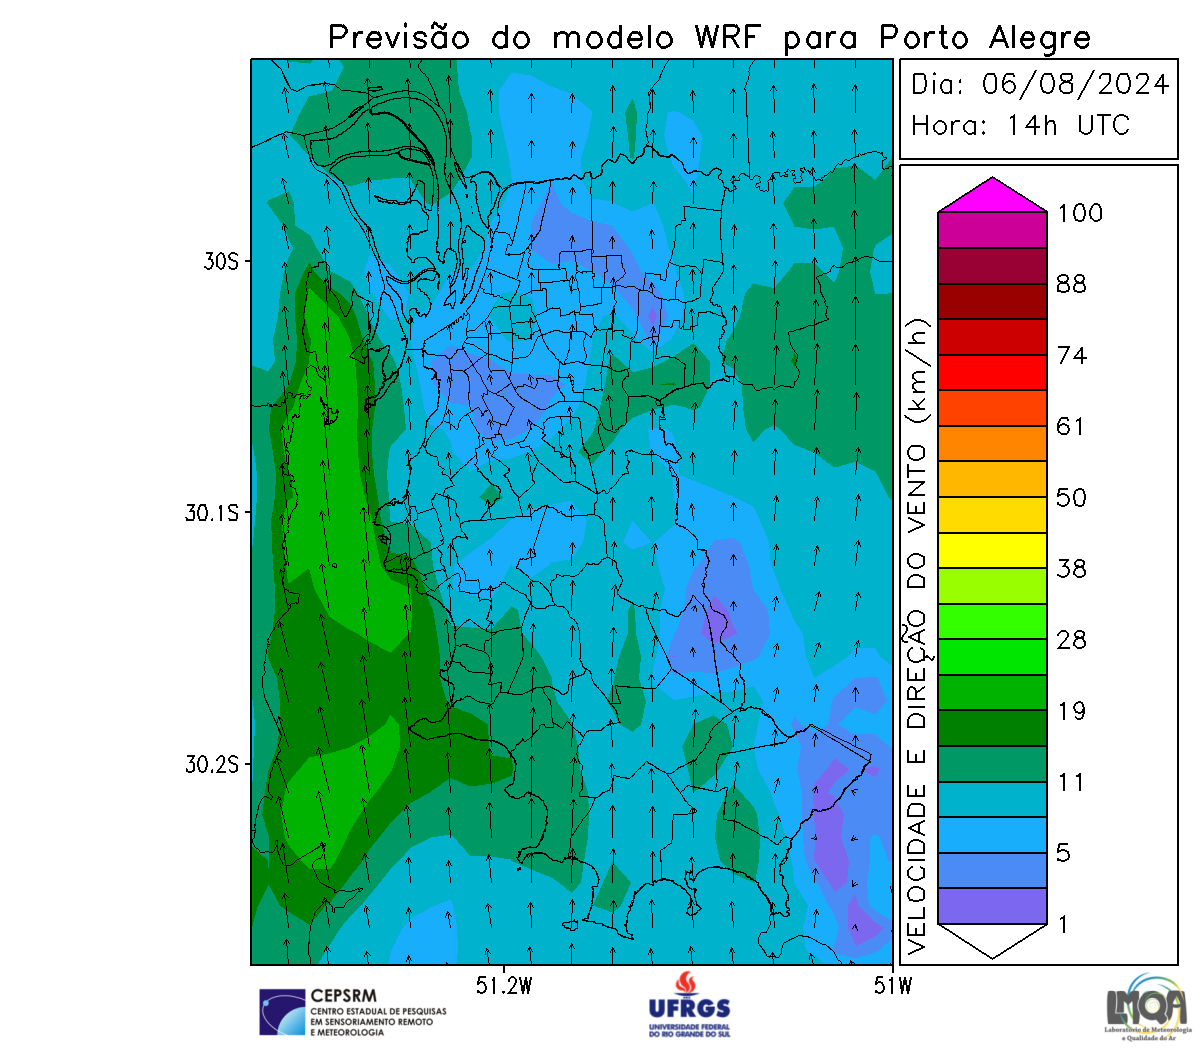 Previsão do modelo WRF para Porto Alegre
Dia: 06/08/2024
Hora: 14h UTC
30S
30.1S
30.2S
51.2W
51W
VELOCIDADE E DIREÇÃO DO VENTO (km/h)
100
88
74
61
50
38
28
19
11
5
1
CEPSRM
CENTRO ESTADUAL DE PESQUISAS
EM SENSORIAMENTO REMOTO
E METEOROLOGIA
UFRGS
UNIVERSIDADE FEDERAL
DO RIO GRANDE DO SUL
LMQA
Laboratório de Meteorologia
e Qualidade do Ar